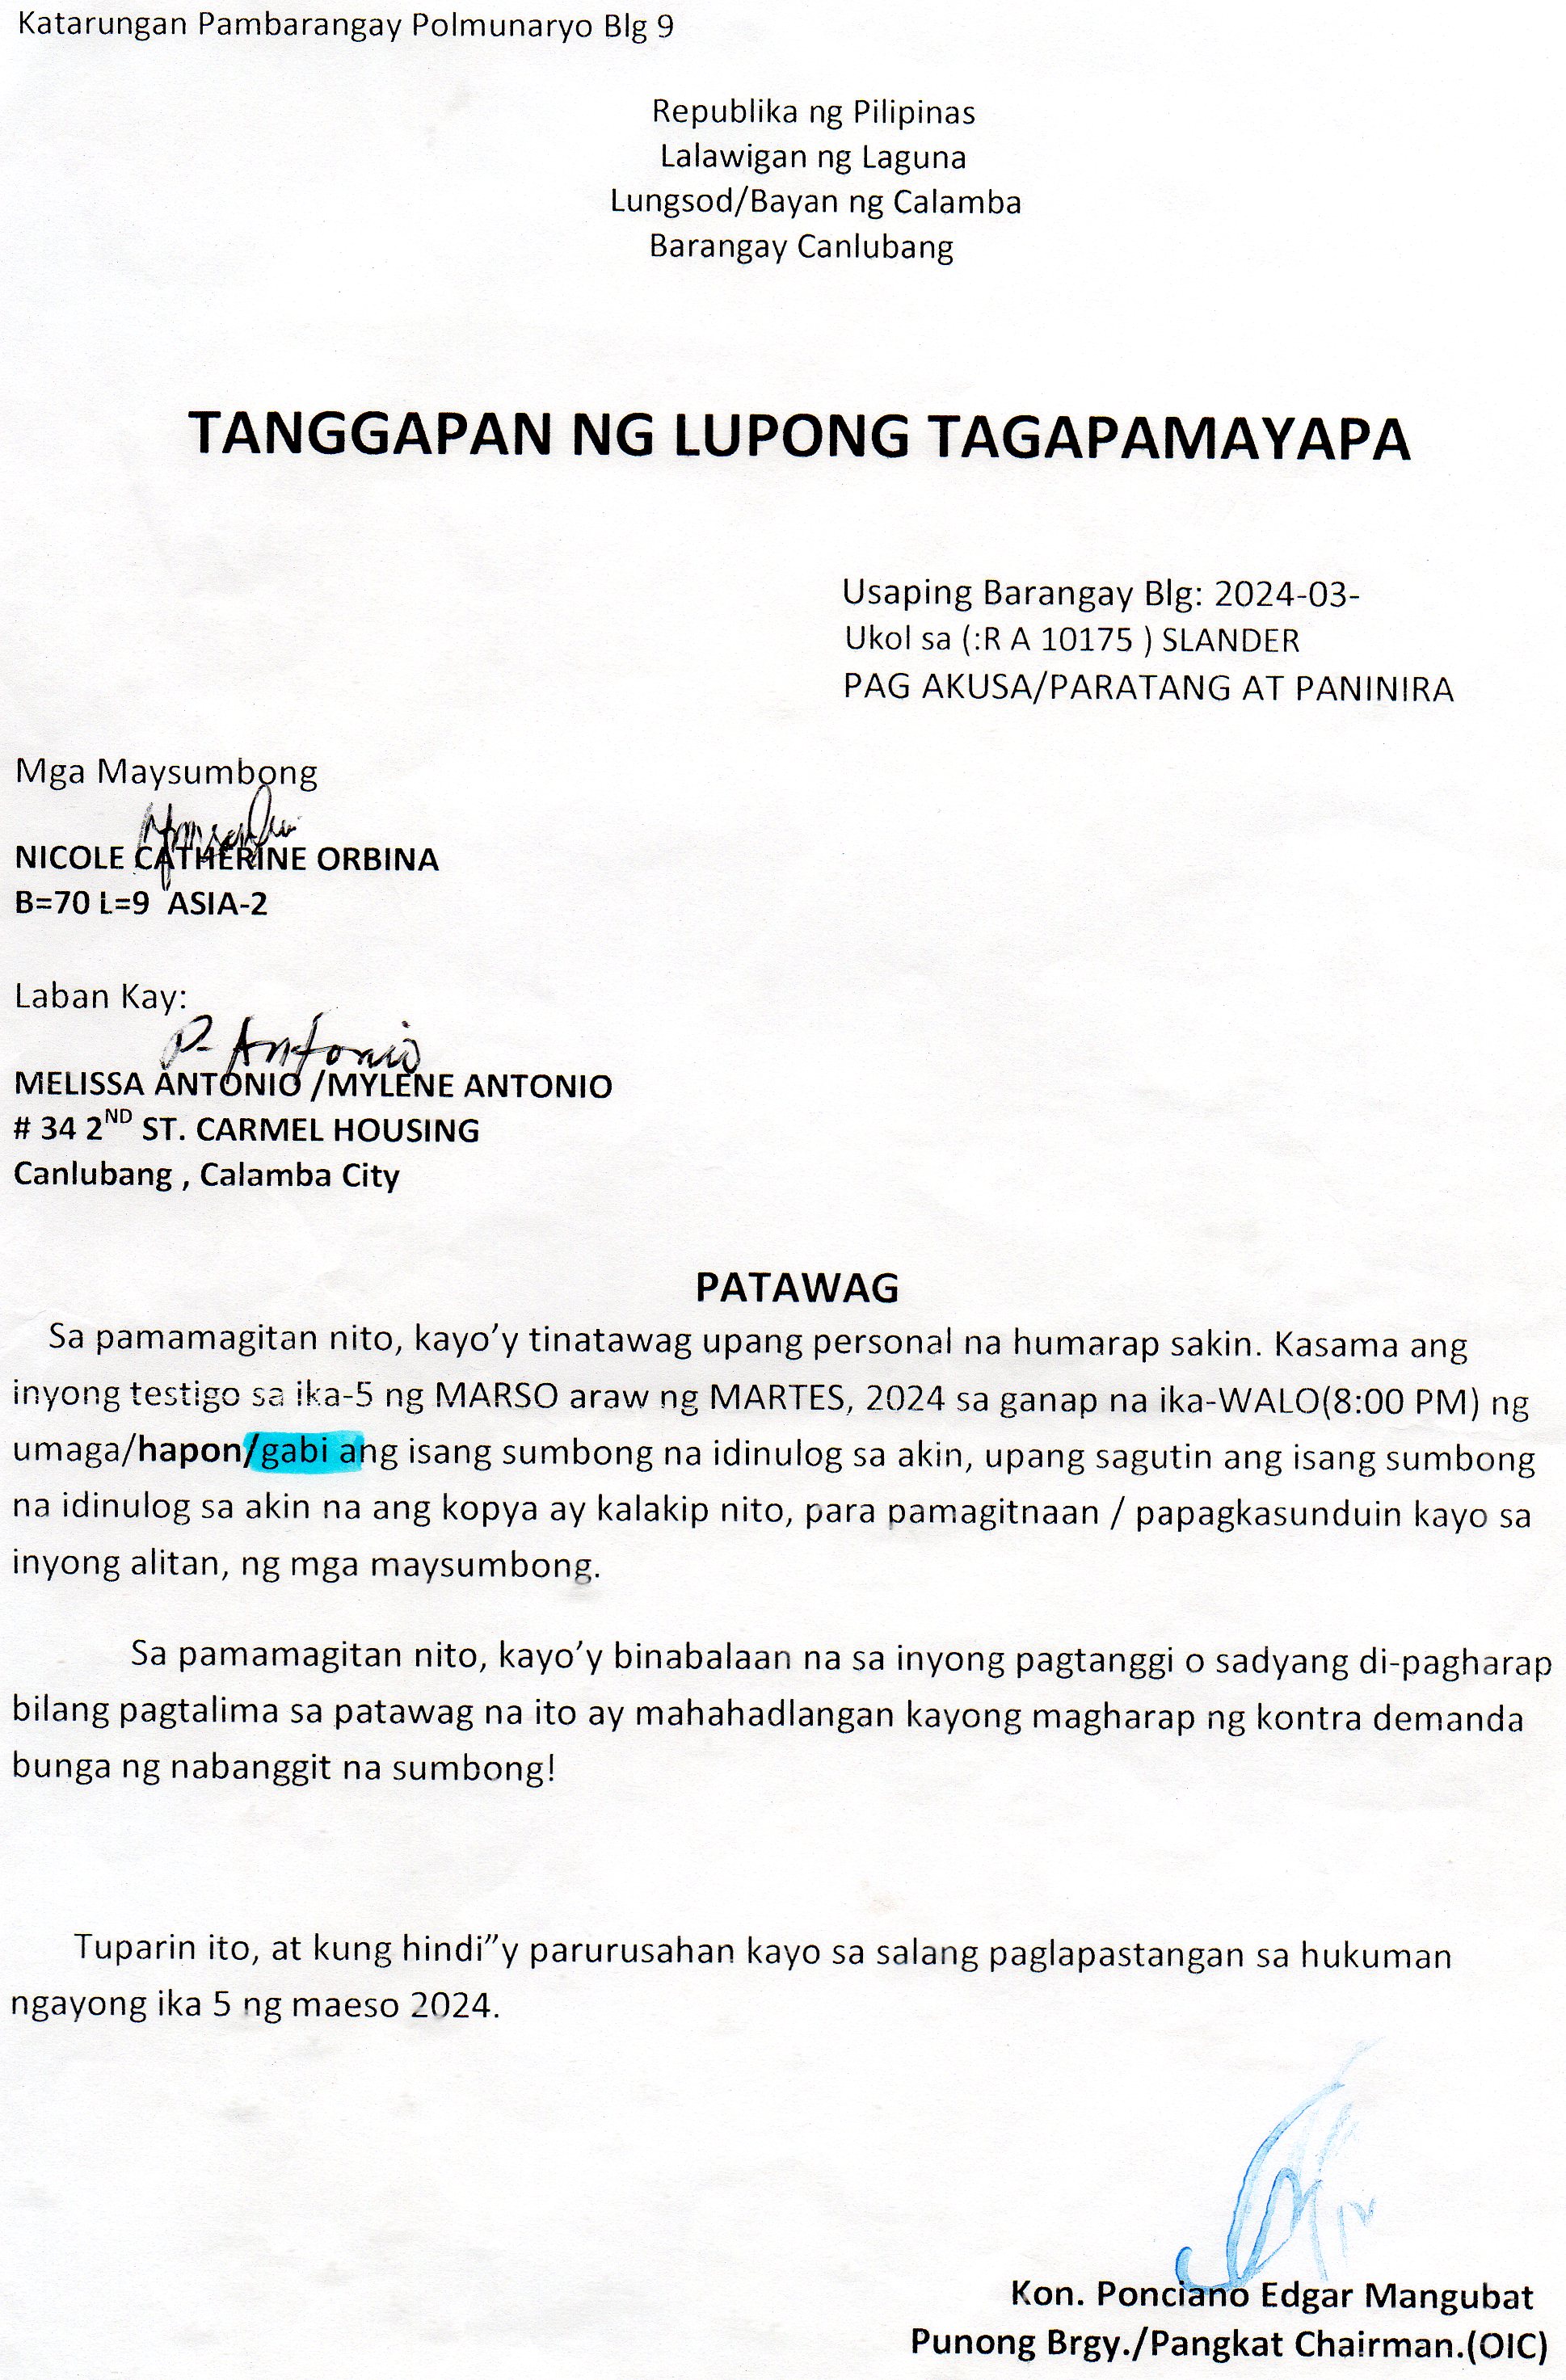 Katarungan Pambarangay Polmunaryo Blg 9
Republika ng Pilipinas
Lalawigan ng Laguna
Lungsod/Bayan ng Calamba
Barangay Canlubang
TANGGAPAN NG LUPONG TAGAPAMAYAPA
Usaping Barangay Blg: 2024-03-
Ukol sa (:R A 10175 ) SLANDER
PAG AKUSA/PARATANG AT PANINIRA
Mga Maysumbong
NICOLE CATHERINE ORBINA
B=70 L=9 ASIA-2
Laban Kay:
P. Antonio
MELISSA ANTONIO /MYLENE ANTONIO
# 34 2ND ST. CARMEL HOUSING
Canlubang , Calamba City
PATAWAG
Sa pamamagitan nito, kayo’y tinatawag upang personal na humarap sakin. Kasama ang
inyong testigo sa ika-5 ng MARSO araw ng MARTES, 2024 sa ganap na ika-WALO(8:00 PM) ng
umaga/hapon/gabi ang isang sumbong na idinulog sa akin, upang sagutin ang isang sumbong
na idinulog sa akin na ang kopya ay kalakip nito, para pamagitnaan / papagkasunduin kayo sa
inyong alitan, ng mga maysumbong.
Sa pamamagitan nito, kayo’y binabalaan na sa inyong pagtanggi o sadyang di-pagharap
bilang pagtalima sa patawag na ito ay mahahadlangan kayong magharap ng kontra demanda
bunga ng nabanggit na sumbong!
Tuparin ito, at kung hindi”y parurusahan kayo sa salang paglapastangan sa hukuman
ngayong ika 5 ng maeso 2024.
Kon. Ponciano Edgar Mangubat
Punong Brgy./Pangkat Chairman.(OIC)